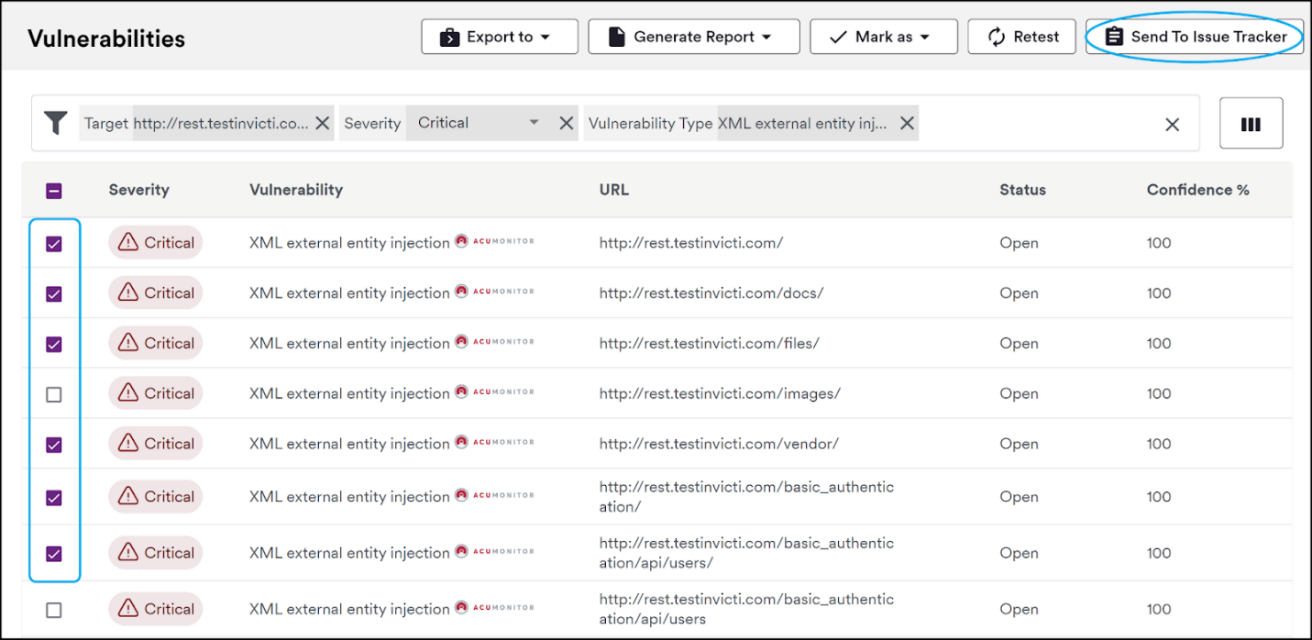 Vulnerabilities
Export to
Generate Report
Mark as
Retest
Send To Issue Tracker
Target http://rest.testinvicti.co... Severity Critical Vulnerability Type XML external entity inj...
Severity Vulnerability URL Status Confidence %
Critical XML external entity injection ACUMONITOR http://rest.testinvicti.com/ Open 100
Critical XML external entity injection ACUMONITOR http://rest.testinvicti.com/docs/ Open 100
Critical XML external entity injection ACUMONITOR http://rest.testinvicti.com/files/ Open 100
Critical XML external entity injection ACUMONITOR http://rest.testinvicti.com/images/ Open 100
Critical XML external entity injection ACUMONITOR http://rest.testinvicti.com/vendor/ Open 100
Critical XML external entity injection ACUMONITOR http://rest.testinvicti.com/basic_authentic Open 100
ation/
Critical XML external entity injection ACUMONITOR http://rest.testinvicti.com/basic_authentic Open 100
ation/api/users/
Critical XML external entity injection ACUMONITOR http://rest.testinvicti.com/basic_authentic Open 100
ation/api/users